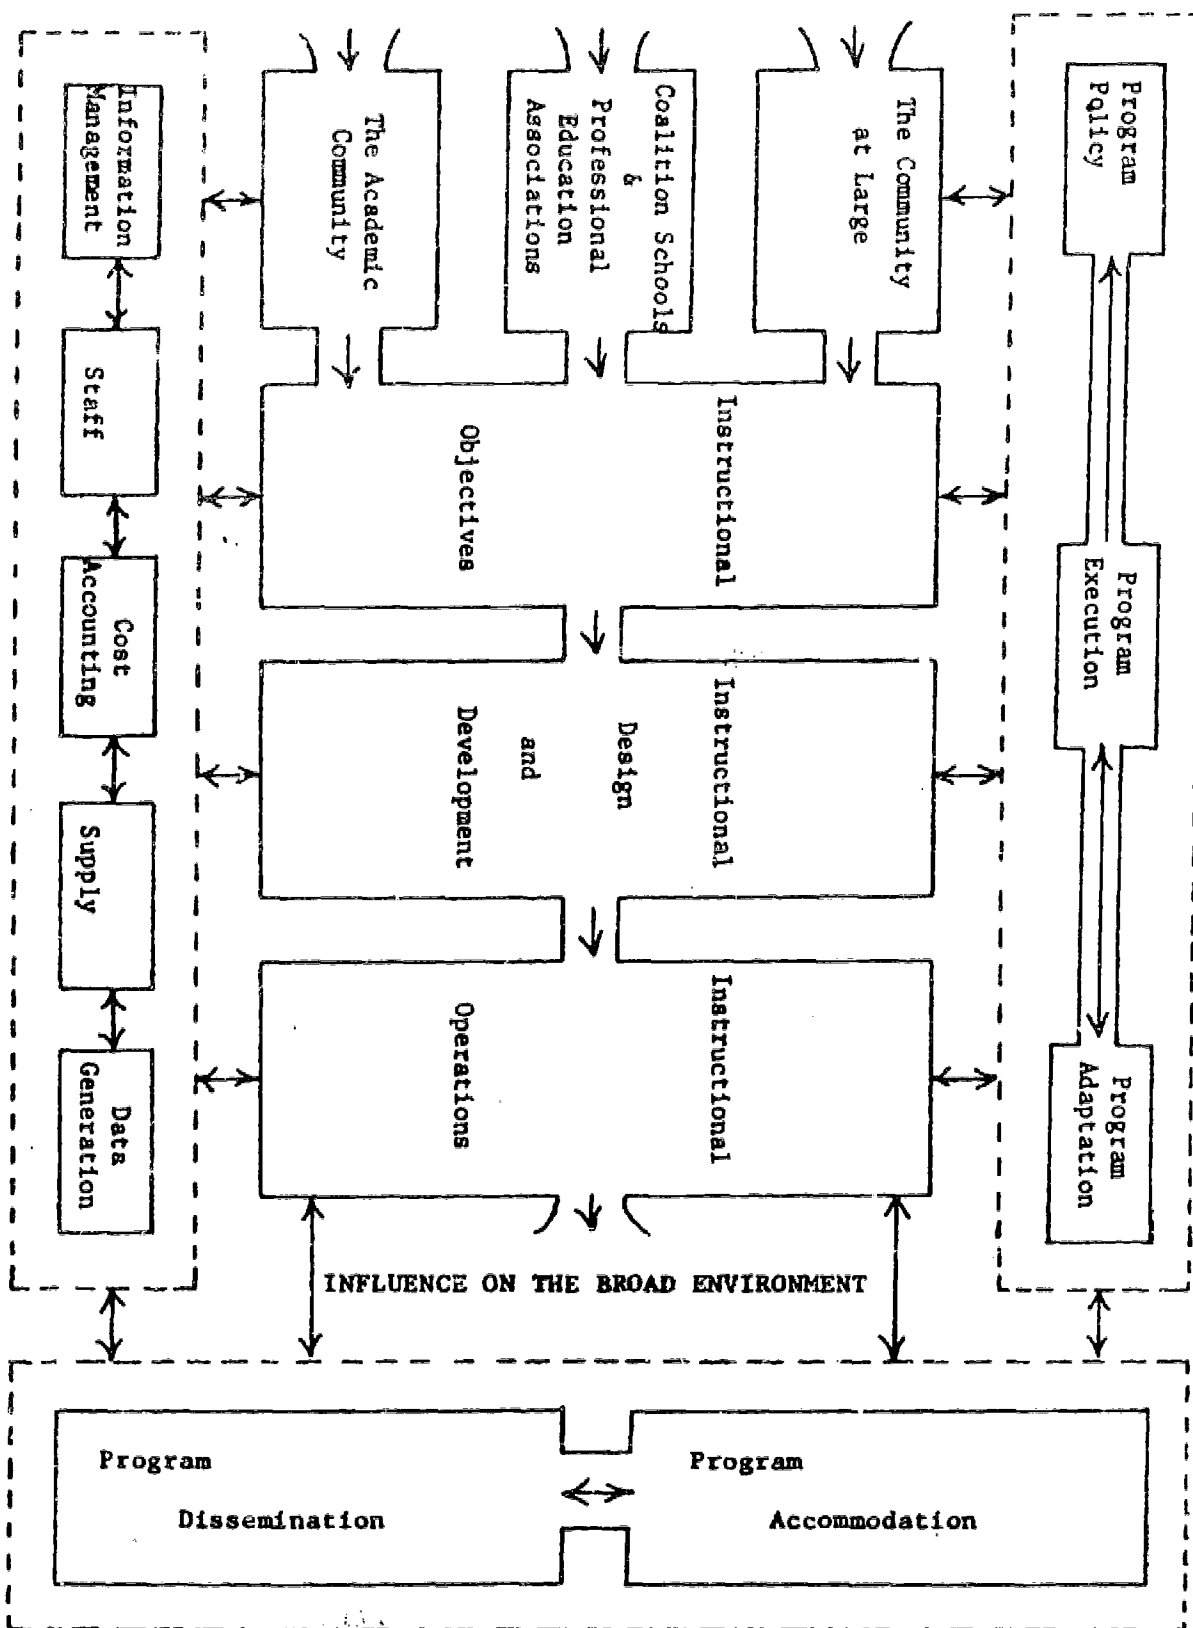 Program
Policy
Program
Execution
Program
Adaptation
The Community
at Large
Coalition Schools
&
Professional
Education
Associations
The Academic
Community
Instructional
Objectives
Instructional
Design
and
Development
Instructional
Operations
Information
Management
Staff
Cost
Accounting
Supply
Data
Generation
INFLUENCE ON THE BROAD ENVIRONMENT
Program
Dissemination
Program
Accommodation